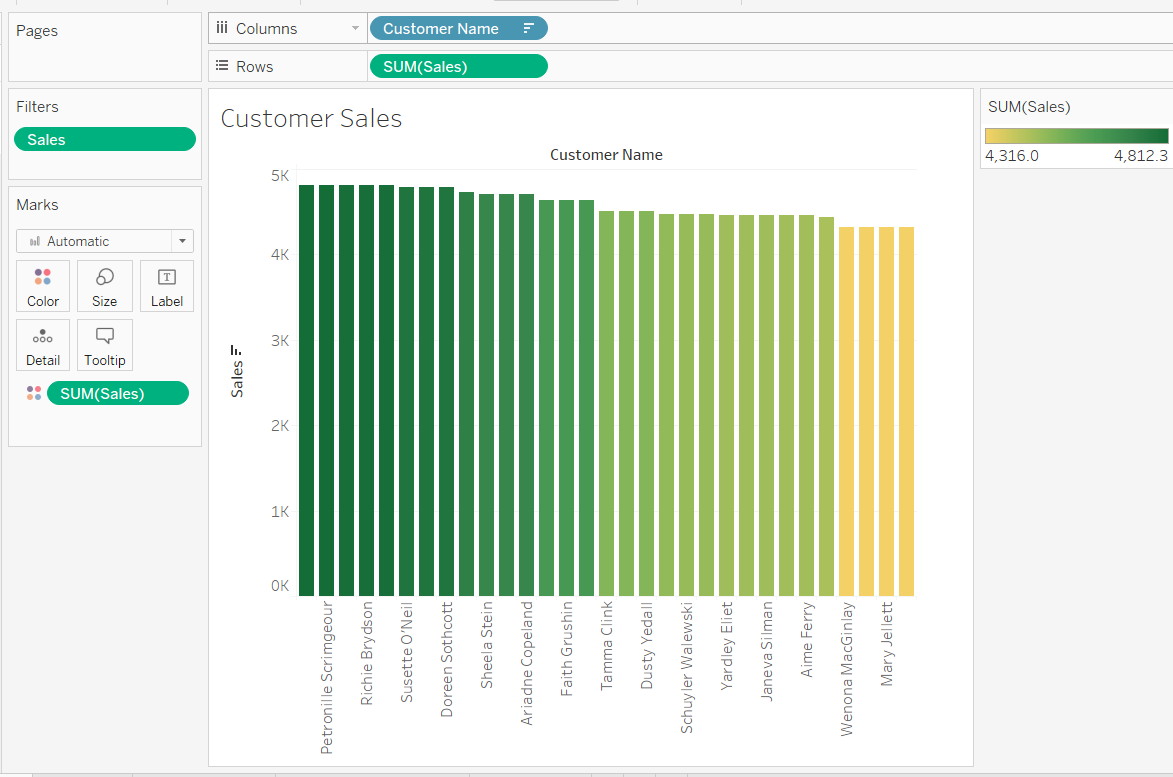 Pages
Columns
Customer Name
Rows
SUM(Sales)
Filters
Sales
Marks
Automatic
Color
Size
Label
Detail
Tooltip
SUM(Sales)
Customer Sales
Customer Name
Sales
5K
4K
3K
2K
1K
0K
Petronille Scrimgeour
Richie Brydson
Susette O'Neil
Doreen Sothcott
Sheela Stein
Ariadne Copeland
Faith Grushin
Tamma Clink
Dusty Yedall
Schuyler Walewski
Yardley Eliet
Janeva Silman
Aime Ferry
Wenona MacGinlay
Mary Jellett
SUM(Sales)
4,316.0
4,812.3